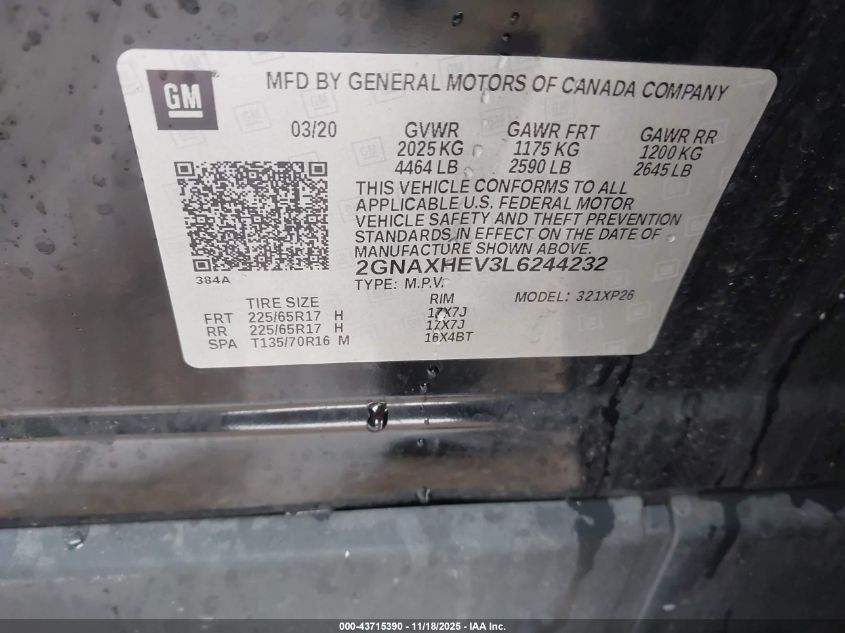 GM
MFD BY GENERAL MOTORS OF CANADA COMPANY
03/20 GVWR GAWR FRT GAWR RR
2025 KG 1175 KG 1200 KG
4464 LB 2590 LB 2645 LB
THIS VEHICLE CONFORMS TO ALL
APPLICABLE U.S. FEDERAL MOTOR
VEHICLE SAFETY AND THEFT PREVENTION
STANDARDS IN EFFECT ON THE DATE OF
MANUFACTURE SHOWN ABOVE.
2GNAXHEV3L6244232
384A TYPE: M.P.V. MODEL: 321XP26
TIRE SIZE RIM
FRT 225/65R17 H 17X7J
RR 225/65R17 H 17X7J
SPA T135/70R16 M 16X4BT
000-43715390 - 11/18/2025 - IAA Inc.